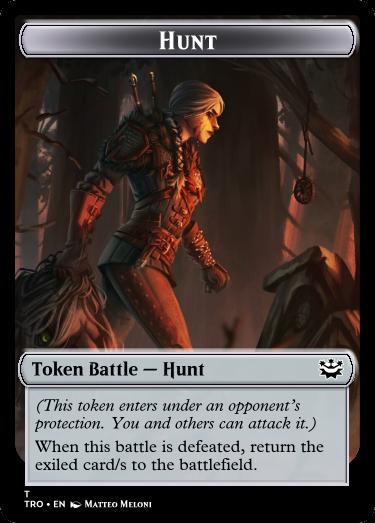 Hunt
Token Battle — Hunt
(This token enters under an opponent's
protection. You and others can attack it.)
When this battle is defeated, return the
exiled card/s to the battlefield.
T
TRO • EN Matteo Meloni